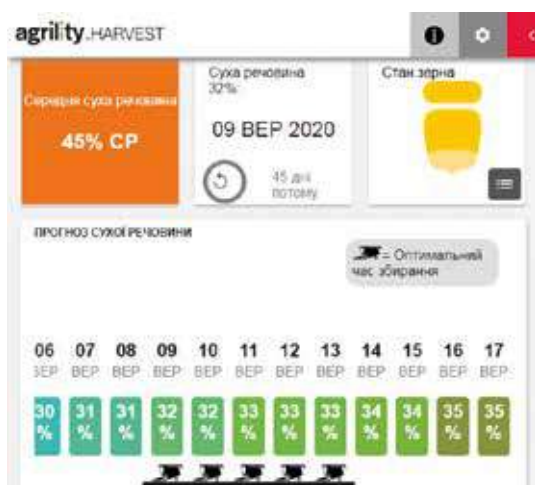 agrility.HARVEST
Середня суха речовина
45% СР
Суха речовина
32%
09 ВЕР 2020
45 дні
потому
Стан зерна
ПРОГНОЗ СУХОЇ РЕЧОВИНИ
= Оптимальний
час збирання
06 07 08 09 10 11 12 13 14 15 16 17
ВЕР ВЕР ВЕР ВЕР ВЕР ВЕР ВЕР ВЕР ВЕР ВЕР ВЕР ВЕР
30 31 31 32 32 33 33 33 34 34 35 35
% % % % % % % % % % % %